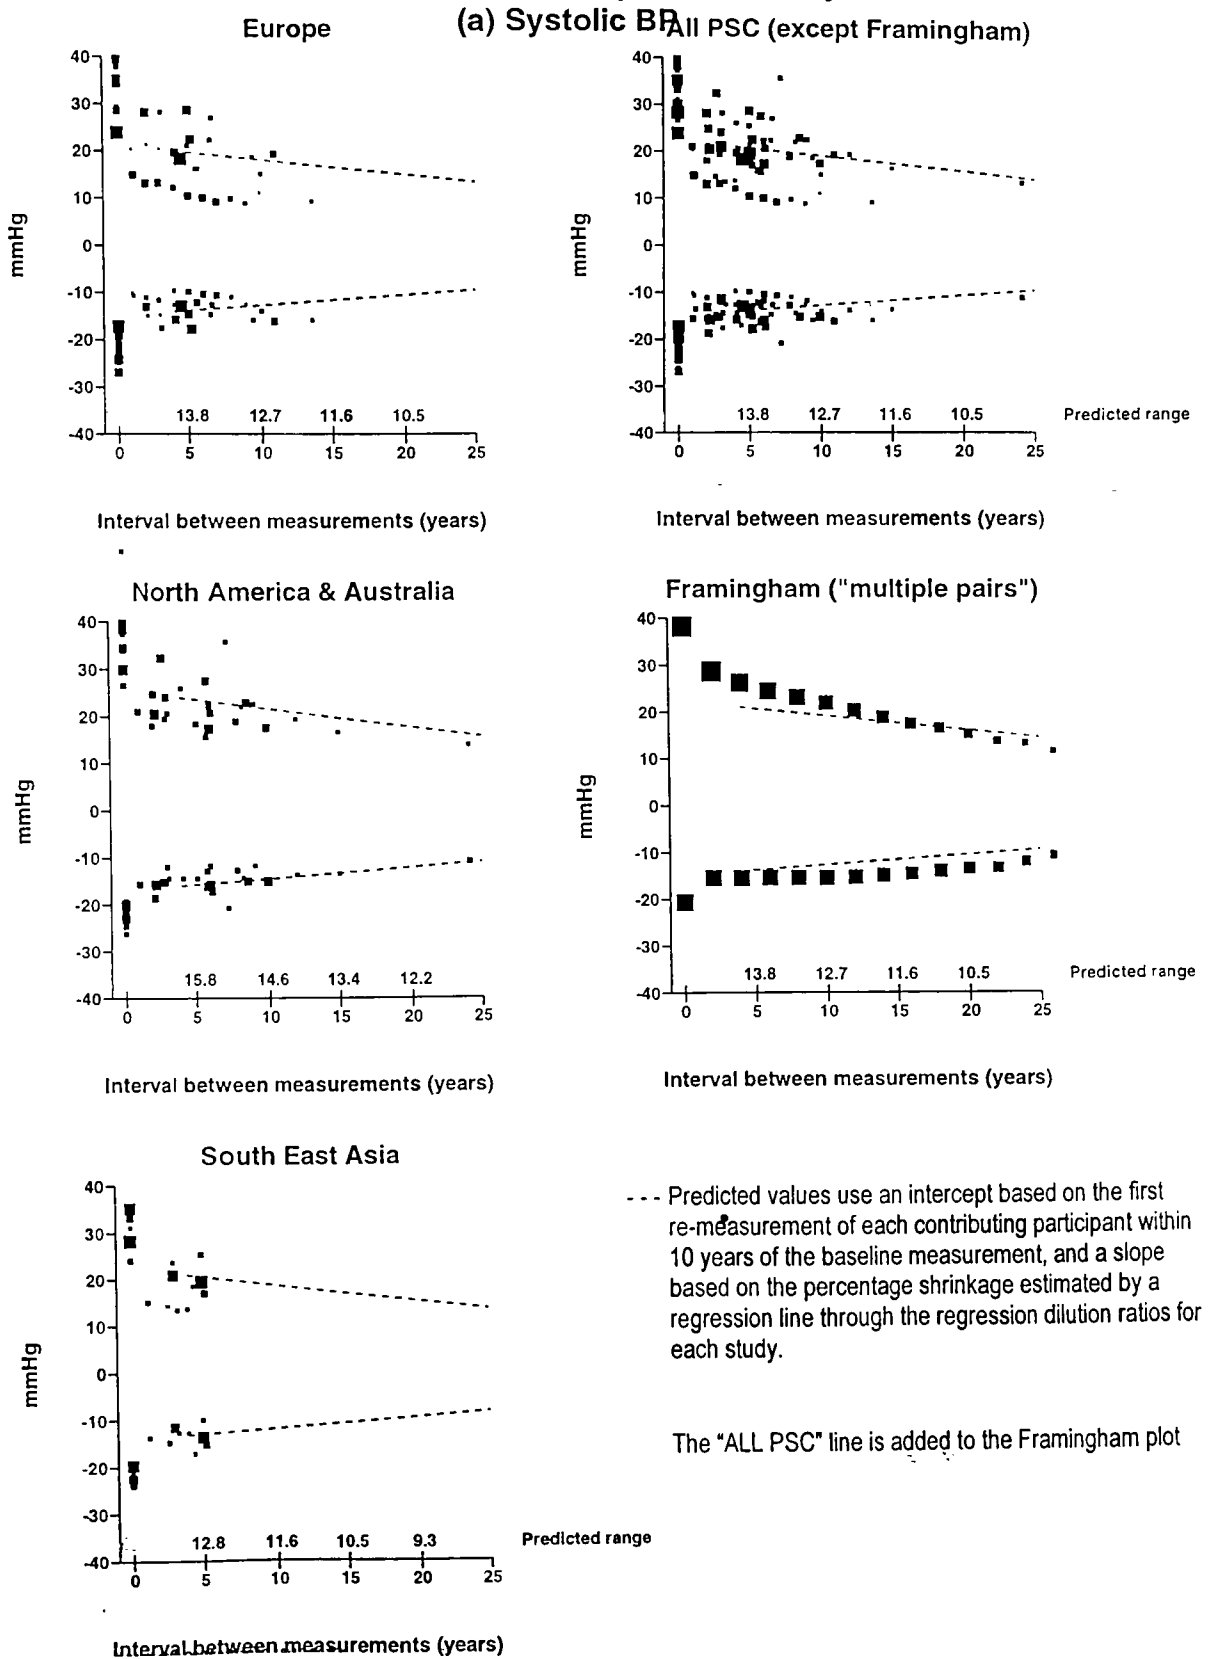 (a) Systolic BP
Europe
40
30
20
10
0
-10
-20
-30
-40
mmHg
13.8 12.7 11.6 10.5
0 5 10 15 20 25
Interval between measurements (years)
All PSC (except Framingham)
40
30
20
10
0
-10
-20
-30
-40
mmHg
13.8 12.7 11.6 10.5 Predicted range
0 5 10 15 20 25
Interval between measurements (years)
North America & Australia
40
30
20
10
0
-10
-20
-30
-40
mmHg
15.8 14.6 13.4 12.2
0 5 10 15 20 25
Interval between measurements (years)
Framingham ("multiple pairs")
40
30
20
10
0
-10
-20
-30
-40
mmHg
13.8 12.7 11.6 10.5 Predicted range
0 5 10 15 20 25
Interval between measurements (years)
South East Asia
40
30
20
10
0
-10
-20
-30
-40
mmHg
12.8 11.6 10.5 9.3 Predicted range
0 5 10 15 20 25
Interval between measurements (years)
--- Predicted values use an intercept based on the first
re-measurement of each contributing participant within
10 years of the baseline measurement, and a slope
based on the percentage shrinkage estimated by a
regression line through the regression dilution ratios for
each study.
The "ALL PSC" line is added to the Framingham plot